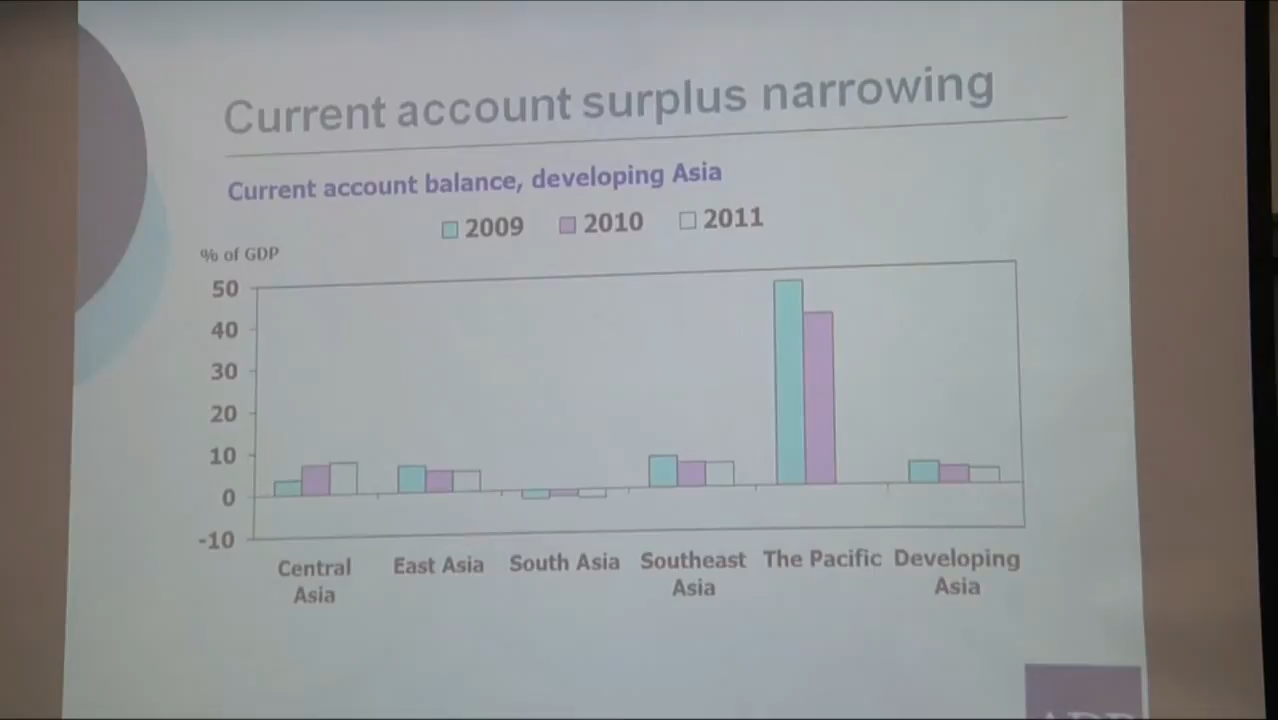 Current account surplus narrowing
Current account balance, developing Asia
2009 2010 2011
% of GDP
50
40
30
20
10
0
-10
Central Asia
East Asia
South Asia
Southeast Asia
The Pacific
Developing Asia